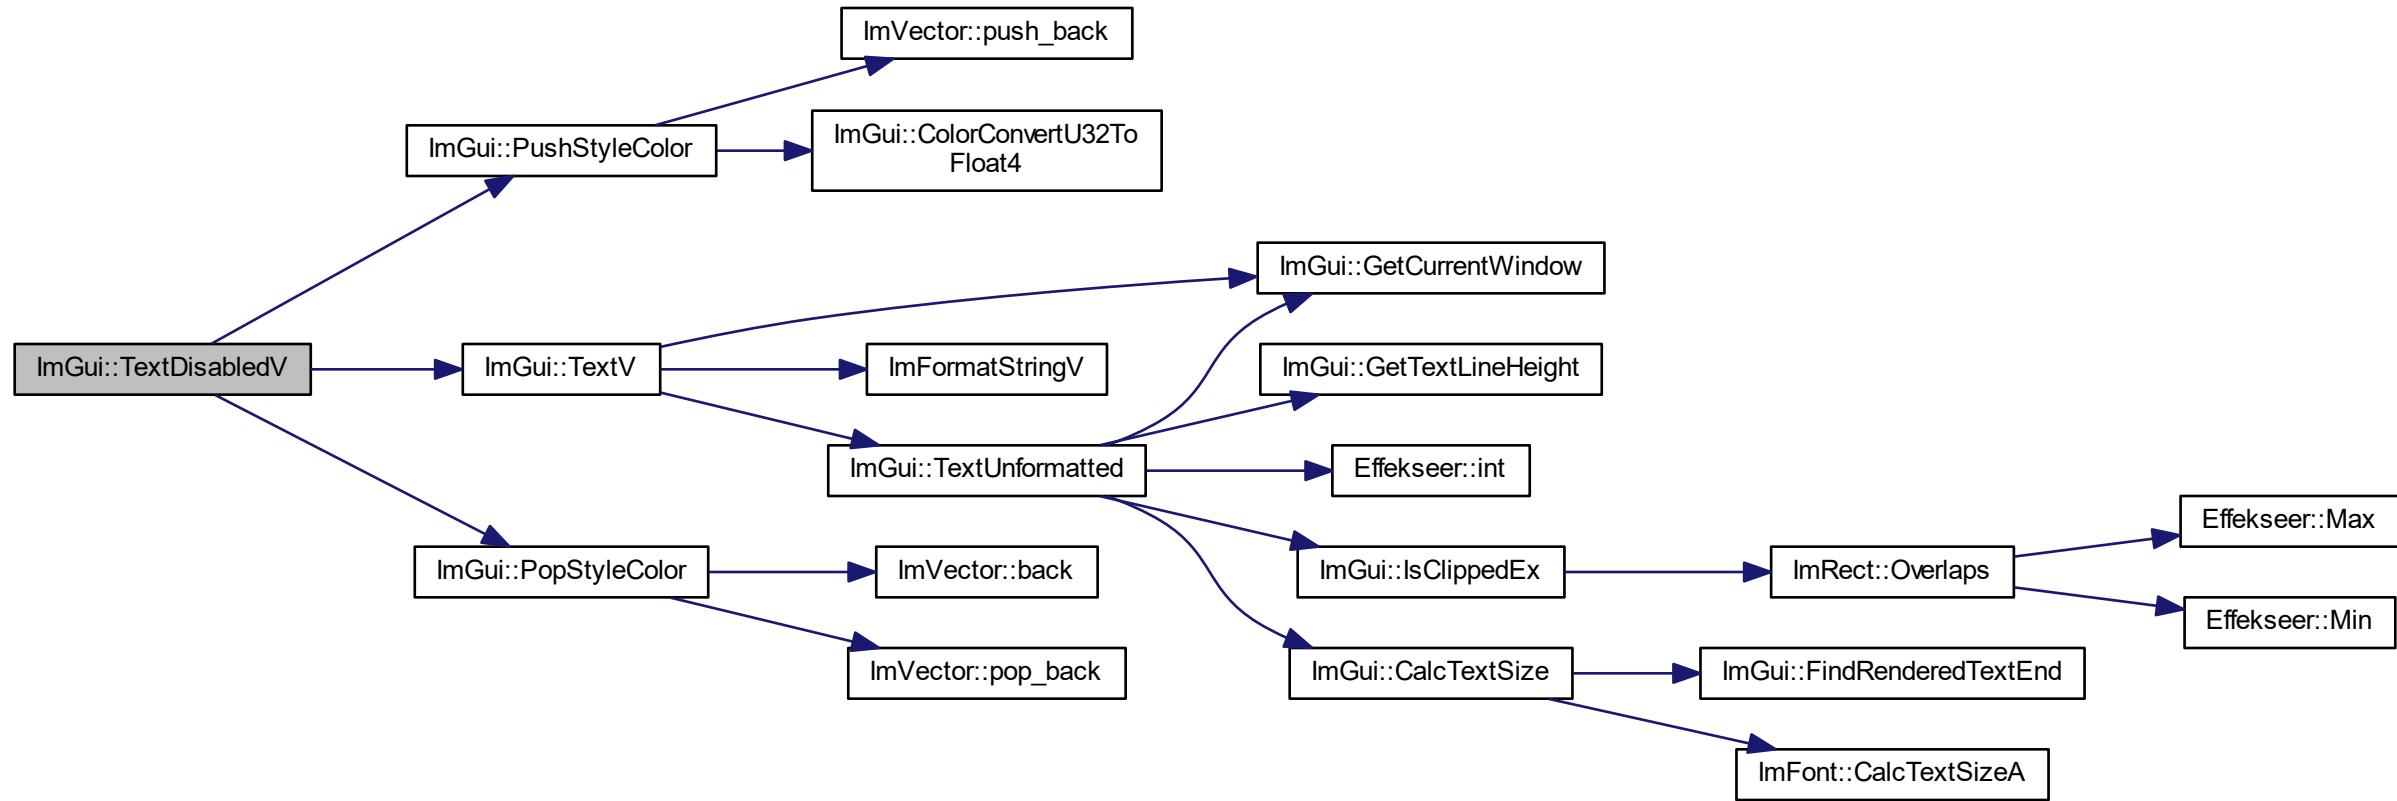 ImVector::push_back
ImGui::PushStyleColor
ImGui::ColorConvertU32To
Float4
ImGui::GetCurrentWindow
ImGui::TextDisabledV
ImGui::TextV
ImFormatStringV
ImGui::GetTextLineHeight
ImGui::TextUnformatted
Effekseer::int
Effekseer::Max
ImGui::PopStyleColor
ImVector::back
ImGui::IsClippedEx
ImRect::Overlaps
Effekseer::Min
ImVector::pop_back
ImGui::CalcTextSize
ImGui::FindRenderedTextEnd
ImFont::CalcTextSizeA